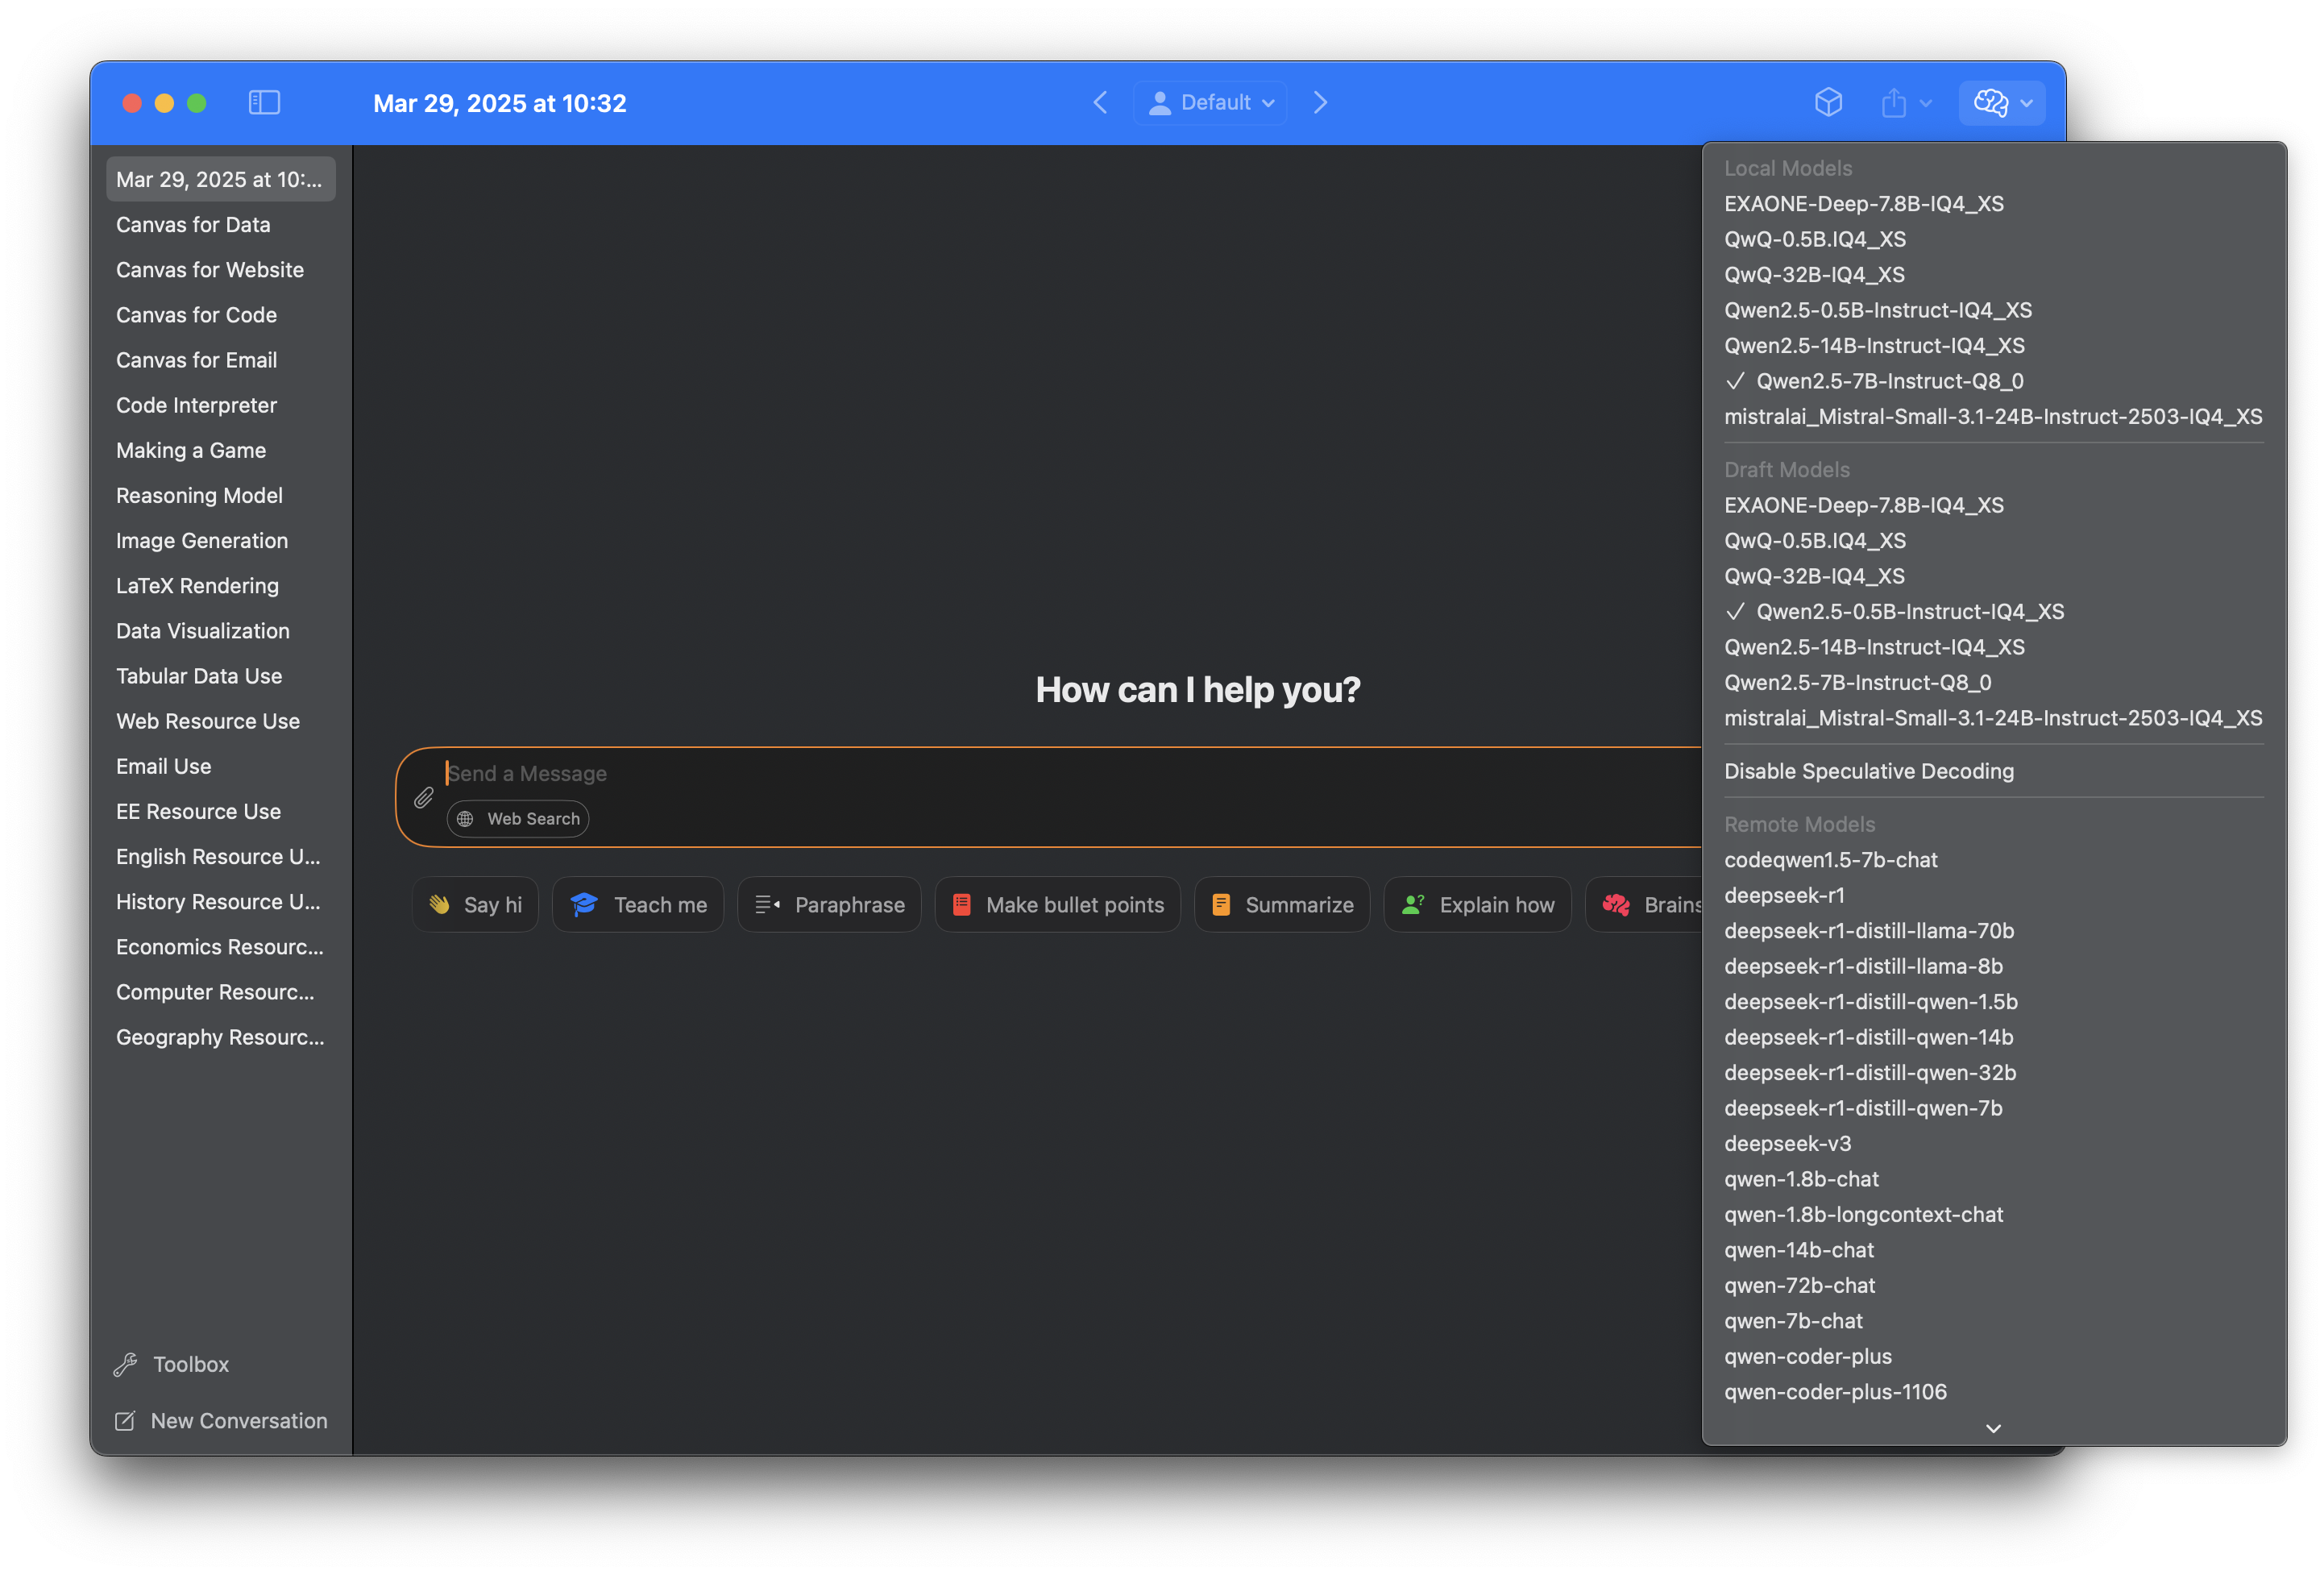 Mar 29, 2025 at 10:32
Default
Mar 29, 2025 at 10:...
Canvas for Data
Canvas for Website
Canvas for Code
Canvas for Email
Code Interpreter
Making a Game
Reasoning Model
Image Generation
LaTeX Rendering
Data Visualization
Tabular Data Use
Web Resource Use
Email Use
EE Resource Use
English Resource U...
History Resource U...
Economics Resourc...
Computer Resourc...
Geography Resourc...
Toolbox
New Conversation
How can I help you?
Send a Message
Web Search
Say hi
Teach me
Paraphrase
Make bullet points
Summarize
Explain how
Brains
Local Models
EXAONE-Deep-7.8B-IQ4_XS
QwQ-0.5B.IQ4_XS
QwQ-32B-IQ4_XS
Qwen2.5-0.5B-Instruct-IQ4_XS
Qwen2.5-14B-Instruct-IQ4_XS
✓ Qwen2.5-7B-Instruct-Q8_0
mistralai_Mistral-Small-3.1-24B-Instruct-2503-IQ4_XS
Draft Models
EXAONE-Deep-7.8B-IQ4_XS
QwQ-0.5B.IQ4_XS
QwQ-32B-IQ4_XS
✓ Qwen2.5-0.5B-Instruct-IQ4_XS
Qwen2.5-14B-Instruct-IQ4_XS
Qwen2.5-7B-Instruct-Q8_0
mistralai_Mistral-Small-3.1-24B-Instruct-2503-IQ4_XS
Disable Speculative Decoding
Remote Models
codeqwen1.5-7b-chat
deepseek-r1
deepseek-r1-distill-llama-70b
deepseek-r1-distill-llama-8b
deepseek-r1-distill-qwen-1.5b
deepseek-r1-distill-qwen-14b
deepseek-r1-distill-qwen-32b
deepseek-r1-distill-qwen-7b
deepseek-v3
qwen-1.8b-chat
qwen-1.8b-longcontext-chat
qwen-14b-chat
qwen-72b-chat
qwen-7b-chat
qwen-coder-plus
qwen-coder-plus-1106